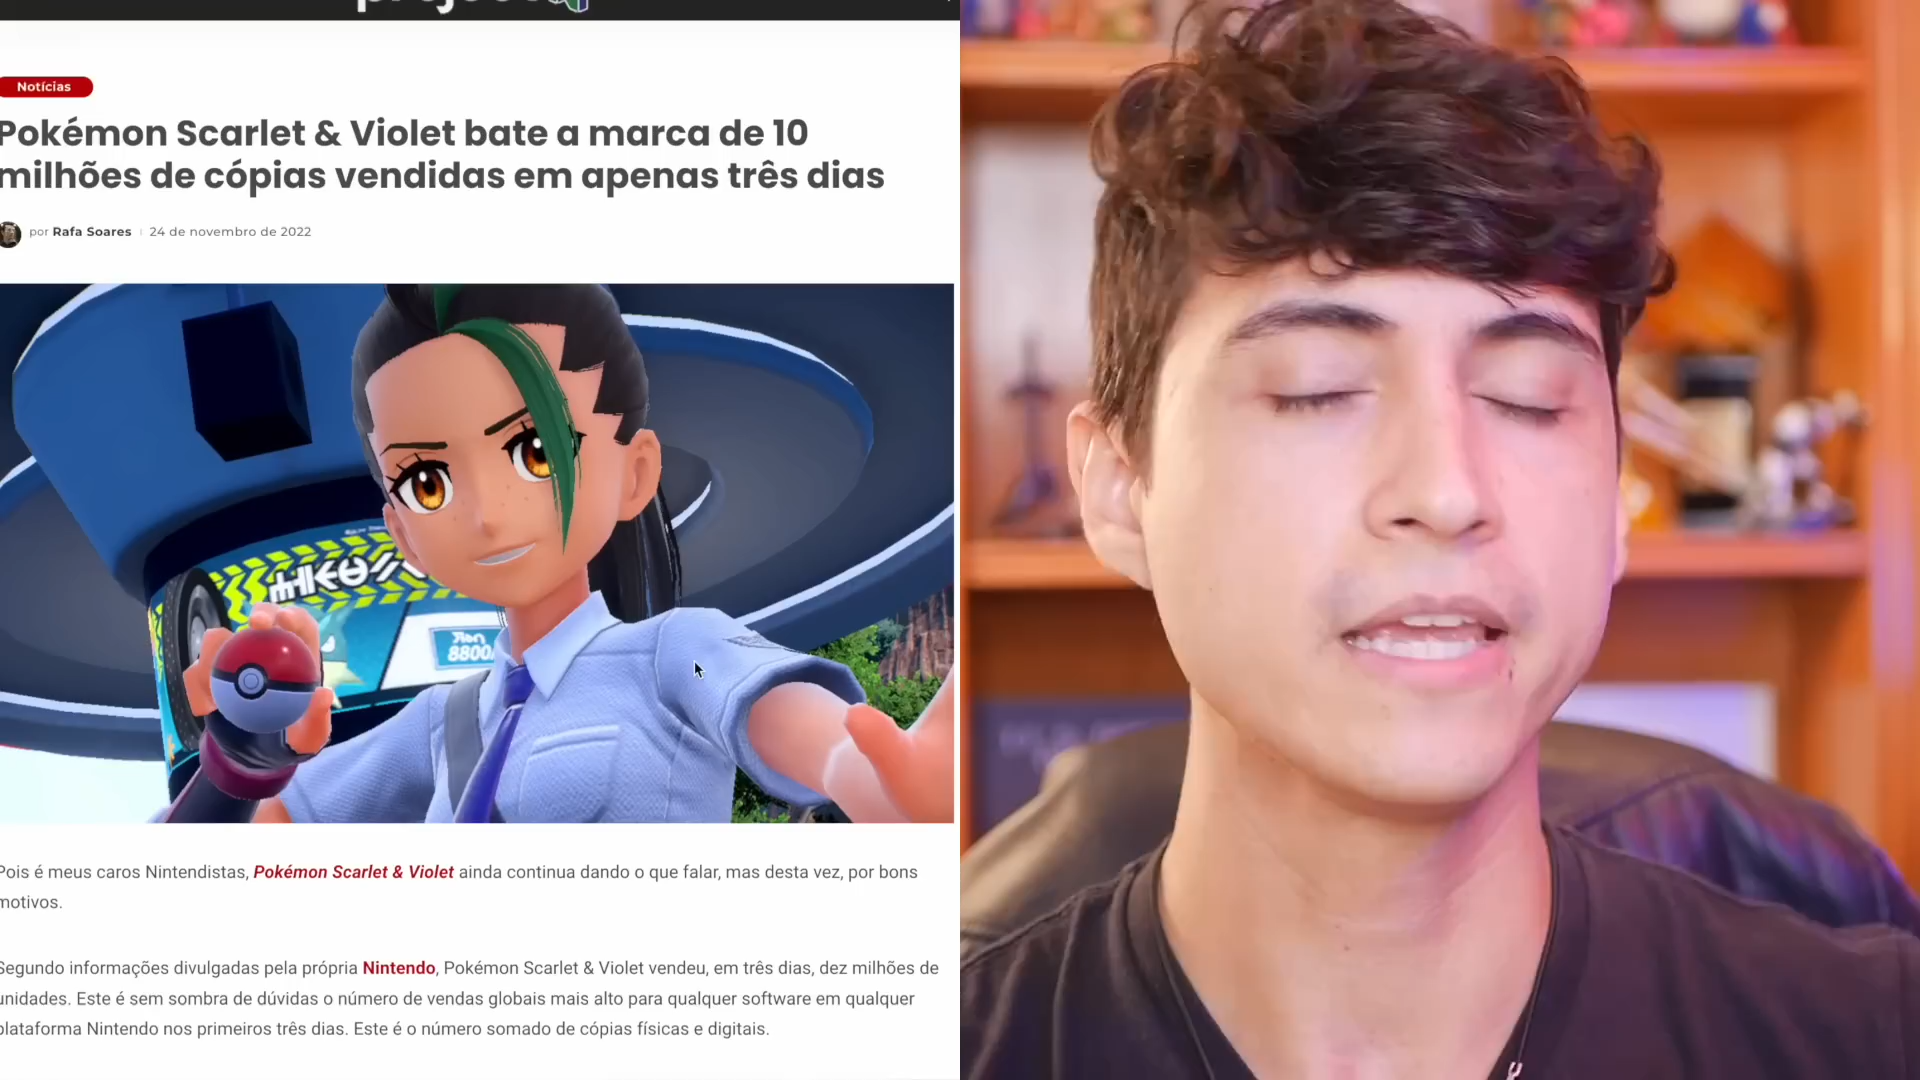 Notícias
Pokémon Scarlet & Violet bate a marca de 10
milhões de cópias vendidas em apenas três dias
por Rafa Soares 24 de novembro de 2022
8800
Pois é meus caros Nintendistas, Pokémon Scarlet & Violet ainda continua dando o que falar, mas desta vez, por bons
motivos.
Segundo informações divulgadas pela própria Nintendo, Pokémon Scarlet & Violet vendeu, em três dias, dez milhões de
unidades. Este é sem sombra de dúvidas o número de vendas globais mais alto para qualquer software em qualquer
plataforma Nintendo nos primeiros três dias. Este é o número somado de cópias físicas e digitais.